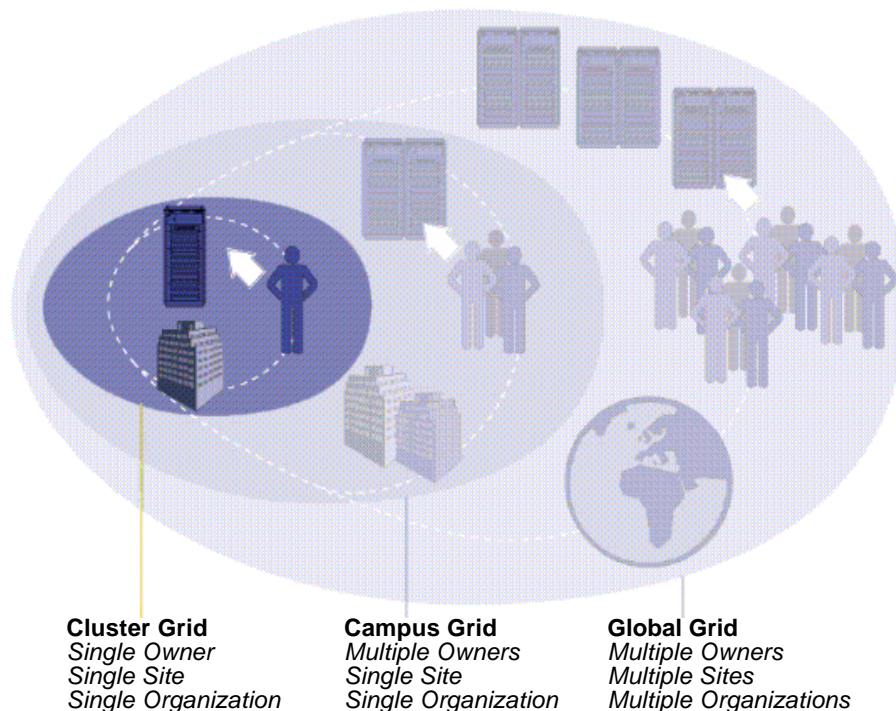 Cluster Grid
Single Owner
Single Site
Single Organization
Campus Grid
Multiple Owners
Single Site
Single Organization
Global Grid
Multiple Owners
Multiple Sites
Multiple Organizations